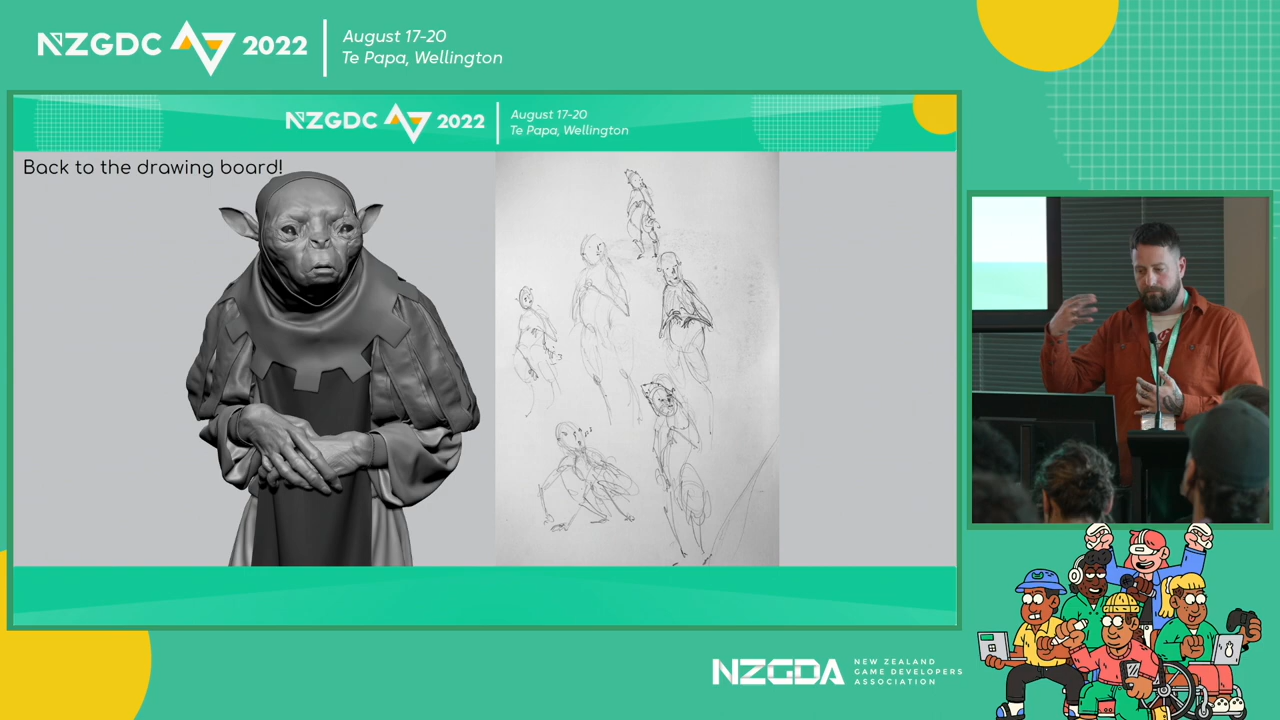 NZGDC 2022
August 17-20
Te Papa, Wellington
NZGDC 2022
August 17-20
Te Papa, Wellington
Back to the drawing board!
NZGDA
NEW ZEALAND
GAME DEVELOPERS
ASSOCIATION